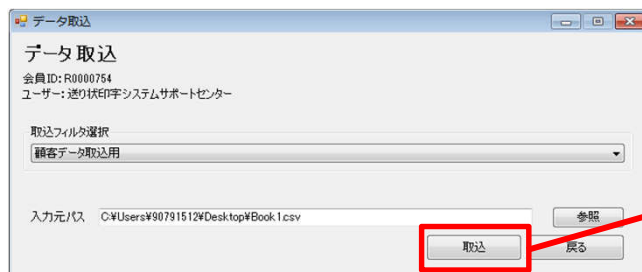 データ取込
データ取込
会員ID: R0000754
ユーザー: 送り状印字システムサポートセンター
取込フィルタ選択
顧客データ取込用
入力元パス C:¥Users¥90791512¥Desktop¥Book1.csv 参照
取込 戻る